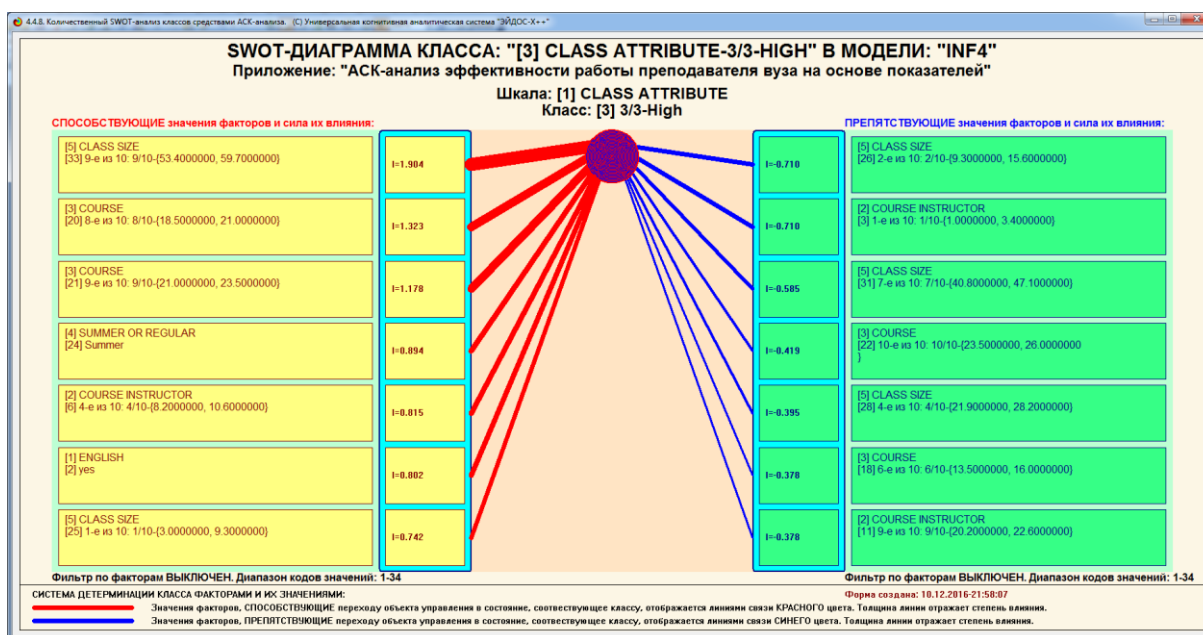 4.4.8. Количественный SWOT-анализ классов средствами АСК-анализа. (C) Универсальная когнитивная аналитическая система "ЭЙДОС-X++"
SWOT-ДИАГРАММА КЛАССА: "[3] CLASS ATTRIBUTE-3/3-HIGH" В МОДЕЛИ: "INF4"
Приложение: "АСК-анализ эффективности работы преподавателя вуза на основе показателей"
Шкала: [1] CLASS ATTRIBUTE
Класс: [3] 3/3-High
СПОСОБСТВУЮЩИЕ значения факторов и сила их влияния:
[5] CLASS SIZE
[33] 9-е из 10: 9/10-{53.4000000, 59.7000000}
I=1.904
[3] COURSE
[20] 8-е из 10: 8/10-{18.5000000, 21.0000000}
I=1.323
[3] COURSE
[21] 9-е из 10: 9/10-{21.0000000, 23.5000000}
I=1.178
[4] SUMMER OR REGULAR
[24] Summer
I=0.894
[2] COURSE INSTRUCTOR
[6] 4-е из 10: 4/10-{8.2000000, 10.6000000}
I=0.815
[1] ENGLISH
[2] yes
I=0.802
[5] CLASS SIZE
[25] 1-е из 10: 1/10-{3.0000000, 9.3000000}
I=0.742
Фильтр по факторам ВЫКЛЮЧЕН. Диапазон кодов значений: 1-34
ПРЕПЯТСТВУЮЩИЕ значения факторов и сила их влияния:
I=-0.710
[5] CLASS SIZE
[26] 2-е из 10: 2/10-{9.3000000, 15.6000000}
I=-0.710
[2] COURSE INSTRUCTOR
[3] 1-е из 10: 1/10-{1.0000000, 3.4000000}
I=-0.585
[5] CLASS SIZE
[31] 7-е из 10: 7/10-{40.8000000, 47.1000000}
I=-0.419
[3] COURSE
[22] 10-е из 10: 10/10-{23.5000000, 26.0000000
}
I=-0.395
[5] CLASS SIZE
[28] 4-е из 10: 4/10-{21.9000000, 28.2000000}
I=-0.378
[3] COURSE
[18] 6-е из 10: 6/10-{13.5000000, 16.0000000}
I=-0.378
[2] COURSE INSTRUCTOR
[11] 9-е из 10: 9/10-{20.2000000, 22.6000000}
Фильтр по факторам ВЫКЛЮЧЕН. Диапазон кодов значений: 1-34
СИСТЕМА ДЕТЕРМИНАЦИИ КЛАССА ФАКТОРАМИ И ИХ ЗНАЧЕНИЯМИ:
Форма создана: 10.12.2016-21:58:07
Значения факторов, СПОСОБСТВУЮЩИЕ переходу объекта управления в состояние, соотвествующее классу, отображается линиями связи КРАСНОГО цвета. Толщина линии отражает степень влияния.
Значения факторов, ПРЕПЯТСТВУЮЩИЕ переходу объекта управления в состояние, соотвествующее классу, отображается линиями связи СИНЕГО цвета. Толщина линии отражает степень влияния.